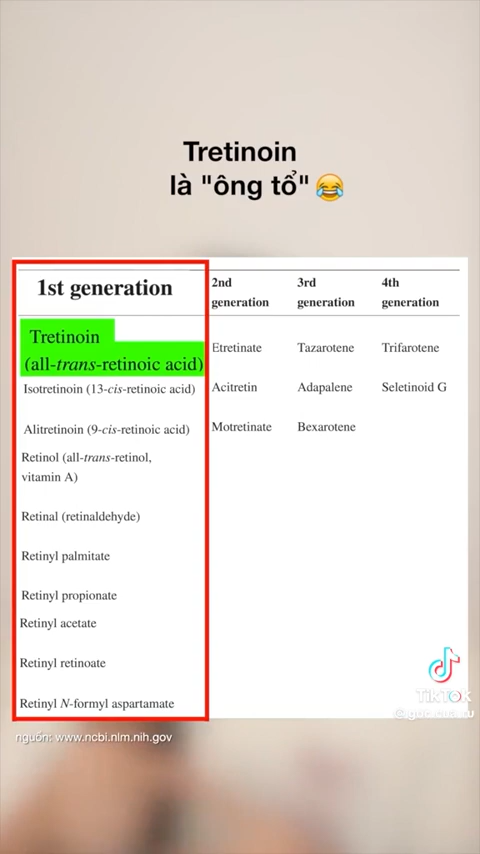 Tretinoin
là "ông tổ" 😂
1st generation
2nd generation
3rd generation
4th generation
Tretinoin
(all-trans-retinoic acid)
Etretinate
Tazarotene
Trifarotene
Isotretinoin (13-cis-retinoic acid)
Acitretin
Adapalene
Seletinoid G
Alitretinoin (9-cis-retinoic acid)
Motretinate
Bexarotene
Retinol (all-trans-retinol,
vitamin A)
Retinal (retinaldehyde)
Retinyl palmitate
Retinyl propionate
Retinyl acetate
Retinyl retinoate
Retinyl N-formyl aspartamate
TikTok
nguồn: www.ncbi.nlm.nih.gov